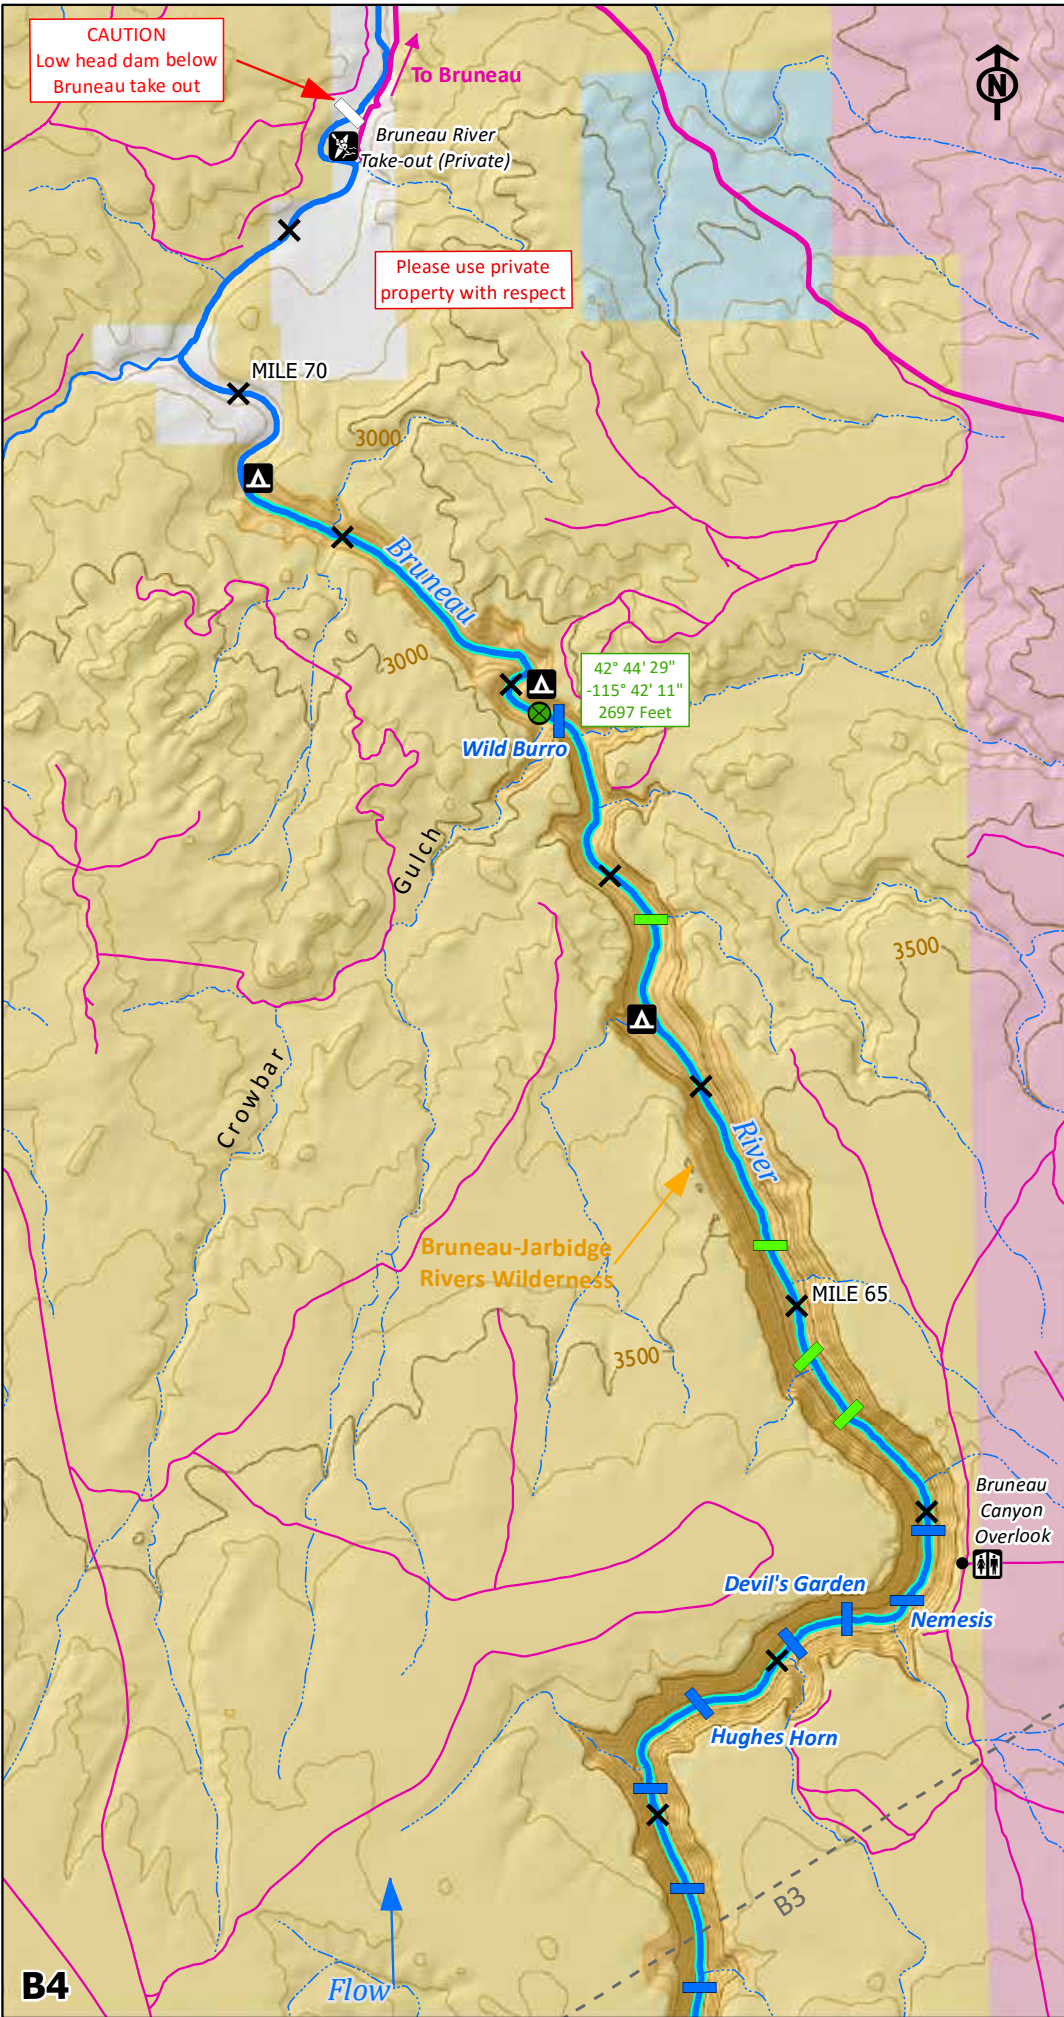 CAUTION
Low head dam below
Bruneau take out
To Bruneau
N
Bruneau River
Take-out (Private)
Please use private
property with respect
MILE 70
3000
Bruneau
3000
42° 44' 29"
-115° 42' 11"
2697 Feet
Wild Burro
Gulch
3500
Crowbar
River
Bruneau-Jarbidge
Rivers Wilderness
MILE 65
3500
Bruneau
Canyon
Overlook
Devil's Garden
Nemesis
Hughes Horn
B3
B4
Flow